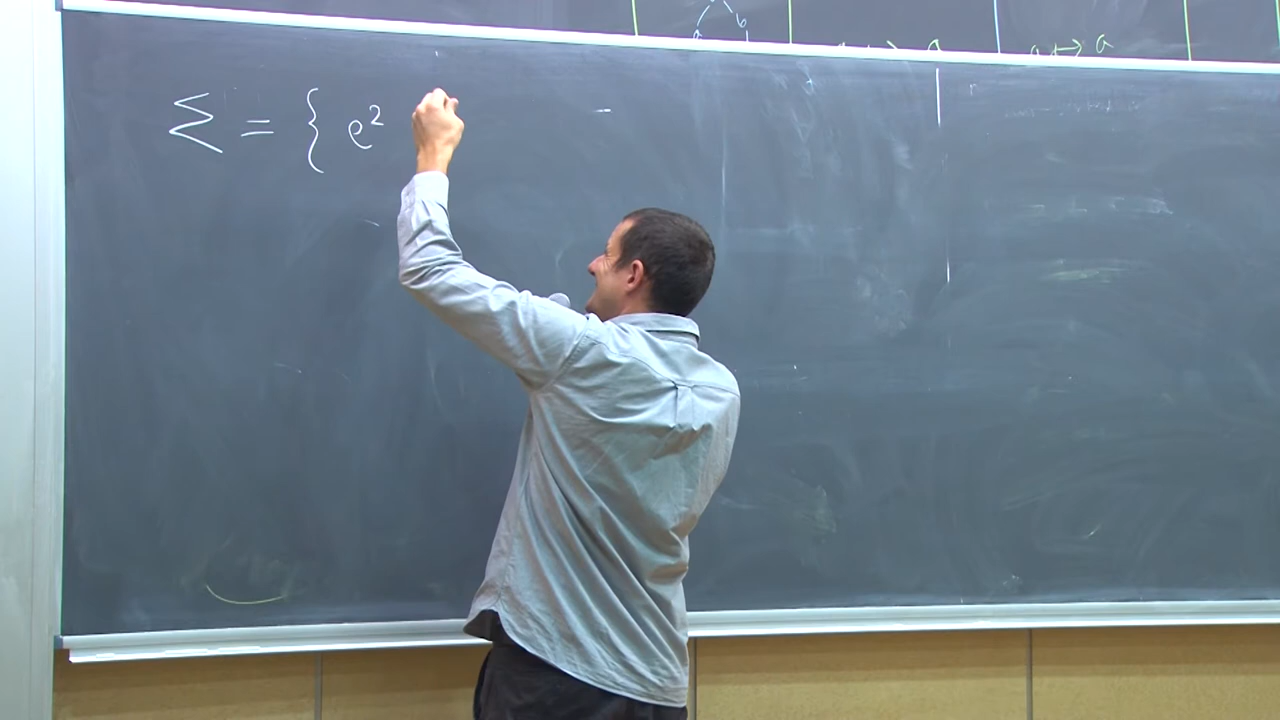 a b
a ↔ a
Σ = { e²